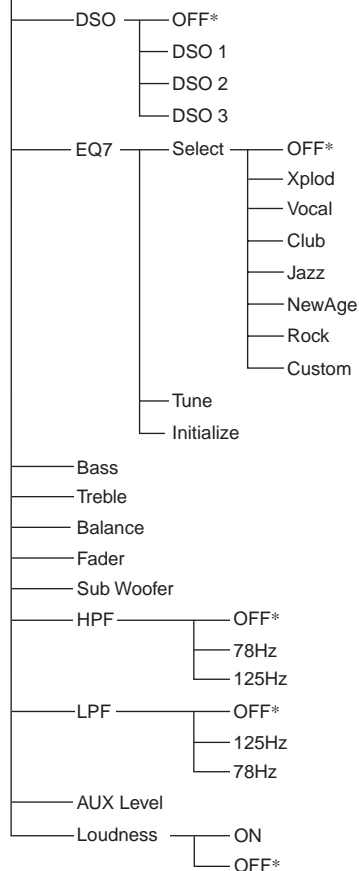 DSO OFF*
DSO 1
DSO 2
DSO 3
EQ7 Select OFF*
Xplod
Vocal
Club
Jazz
NewAge
Rock
Custom
Tune
Initialize
Bass
Treble
Balance
Fader
Sub Woofer
HPF OFF*
78Hz
125Hz
LPF OFF*
125Hz
78Hz
AUX Level
Loudness ON
OFF*